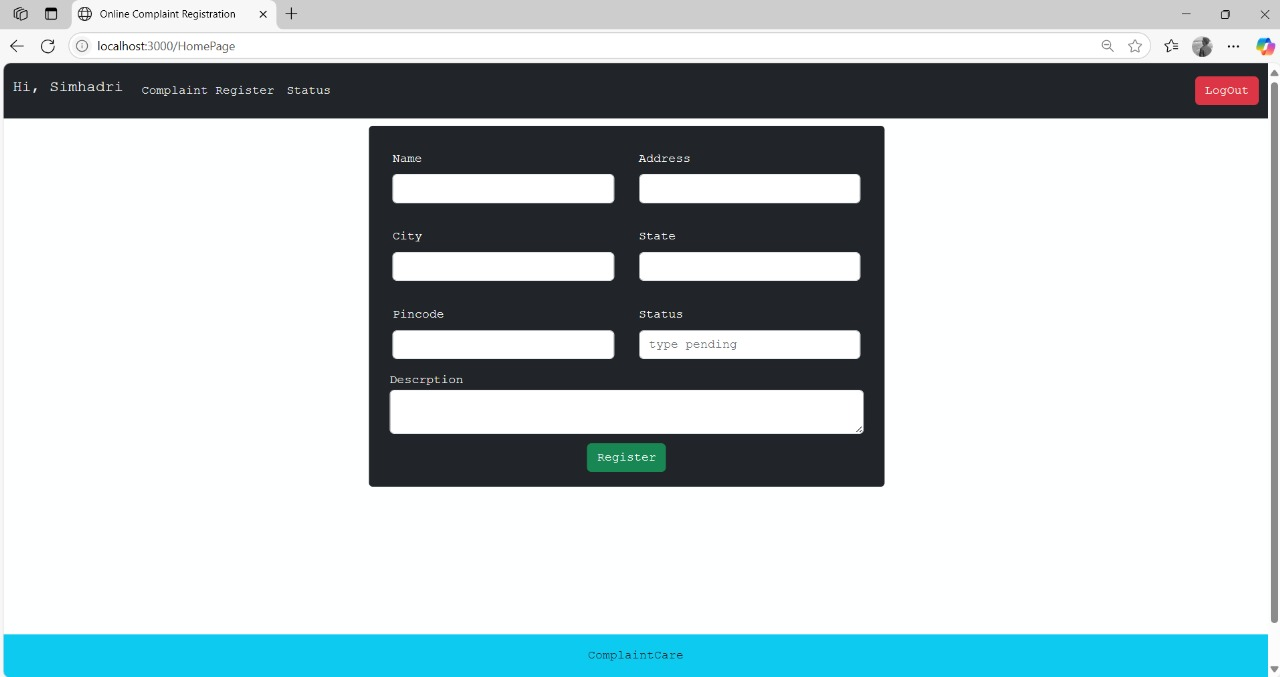 Online Complaint Registration
localhost:3000/HomePage
Hi, Simhadri Complaint Register Status LogOut
Name Address
City State
Pincode Status
type pending
Descrption
Register
ComplaintCare